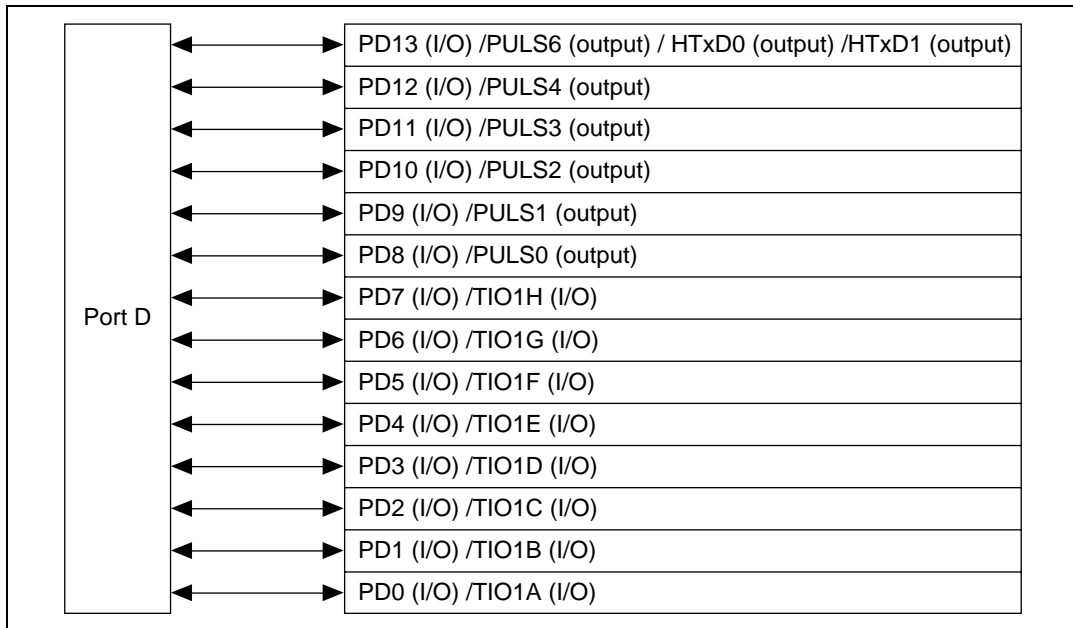 Port D
PD13 (I/O) /PULS6 (output) / HTxD0 (output) /HTxD1 (output)
PD12 (I/O) /PULS4 (output)
PD11 (I/O) /PULS3 (output)
PD10 (I/O) /PULS2 (output)
PD9 (I/O) /PULS1 (output)
PD8 (I/O) /PULS0 (output)
PD7 (I/O) /TIO1H (I/O)
PD6 (I/O) /TIO1G (I/O)
PD5 (I/O) /TIO1F (I/O)
PD4 (I/O) /TIO1E (I/O)
PD3 (I/O) /TIO1D (I/O)
PD2 (I/O) /TIO1C (I/O)
PD1 (I/O) /TIO1B (I/O)
PD0 (I/O) /TIO1A (I/O)